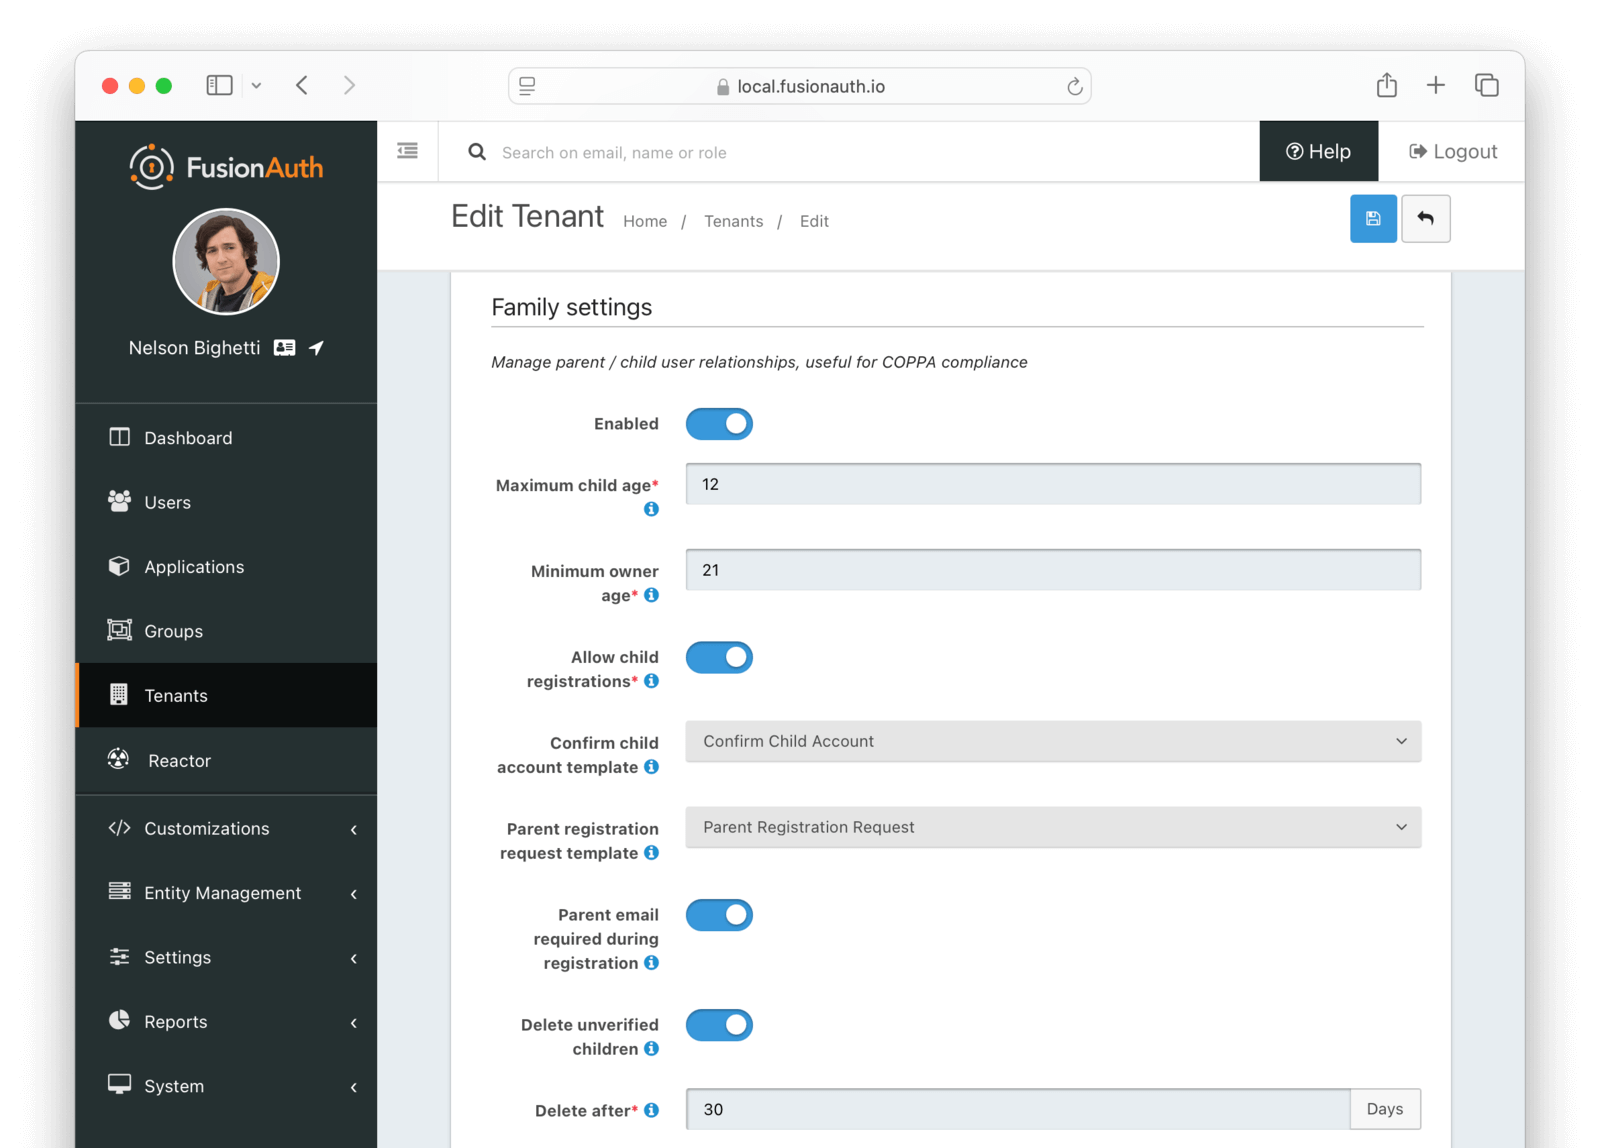 local.fusionauth.io
FusionAuth
Search on email, name or role
Help
Logout
Edit Tenant
Home / Tenants / Edit
Nelson Bighetti
Dashboard
Users
Applications
Groups
Tenants
Reactor
Customizations
Entity Management
Settings
Reports
System
Family settings
Manage parent / child user relationships, useful for COPPA compliance
Enabled
Maximum child age*
12
Minimum owner
age*
21
Allow child
registrations*
Confirm child
account template
Confirm Child Account
Parent registration
request template
Parent Registration Request
Parent email
required during
registration
Delete unverified
children
Delete after*
30
Days